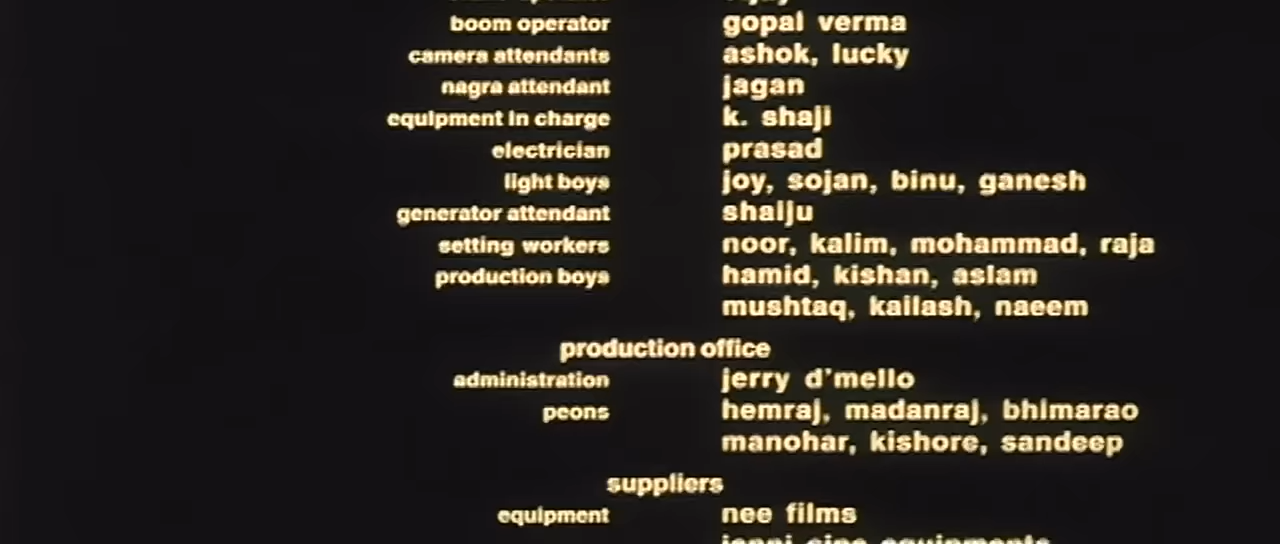 boom operator gopal verma
camera attendants ashok, lucky
nagra attendant jagan
equipment in charge k. shaji
electrician prasad
light boys joy, sojan, binu, ganesh
generator attendant shaiju
setting workers noor, kalim, mohammad, raja
production boys hamid, kishan, aslam
mushtaq, kailash, naeem
production office
administration jerry d'mello
peons hemraj, madanraj, bhimarao
manohar, kishore, sandeep
suppliers
equipment nee films